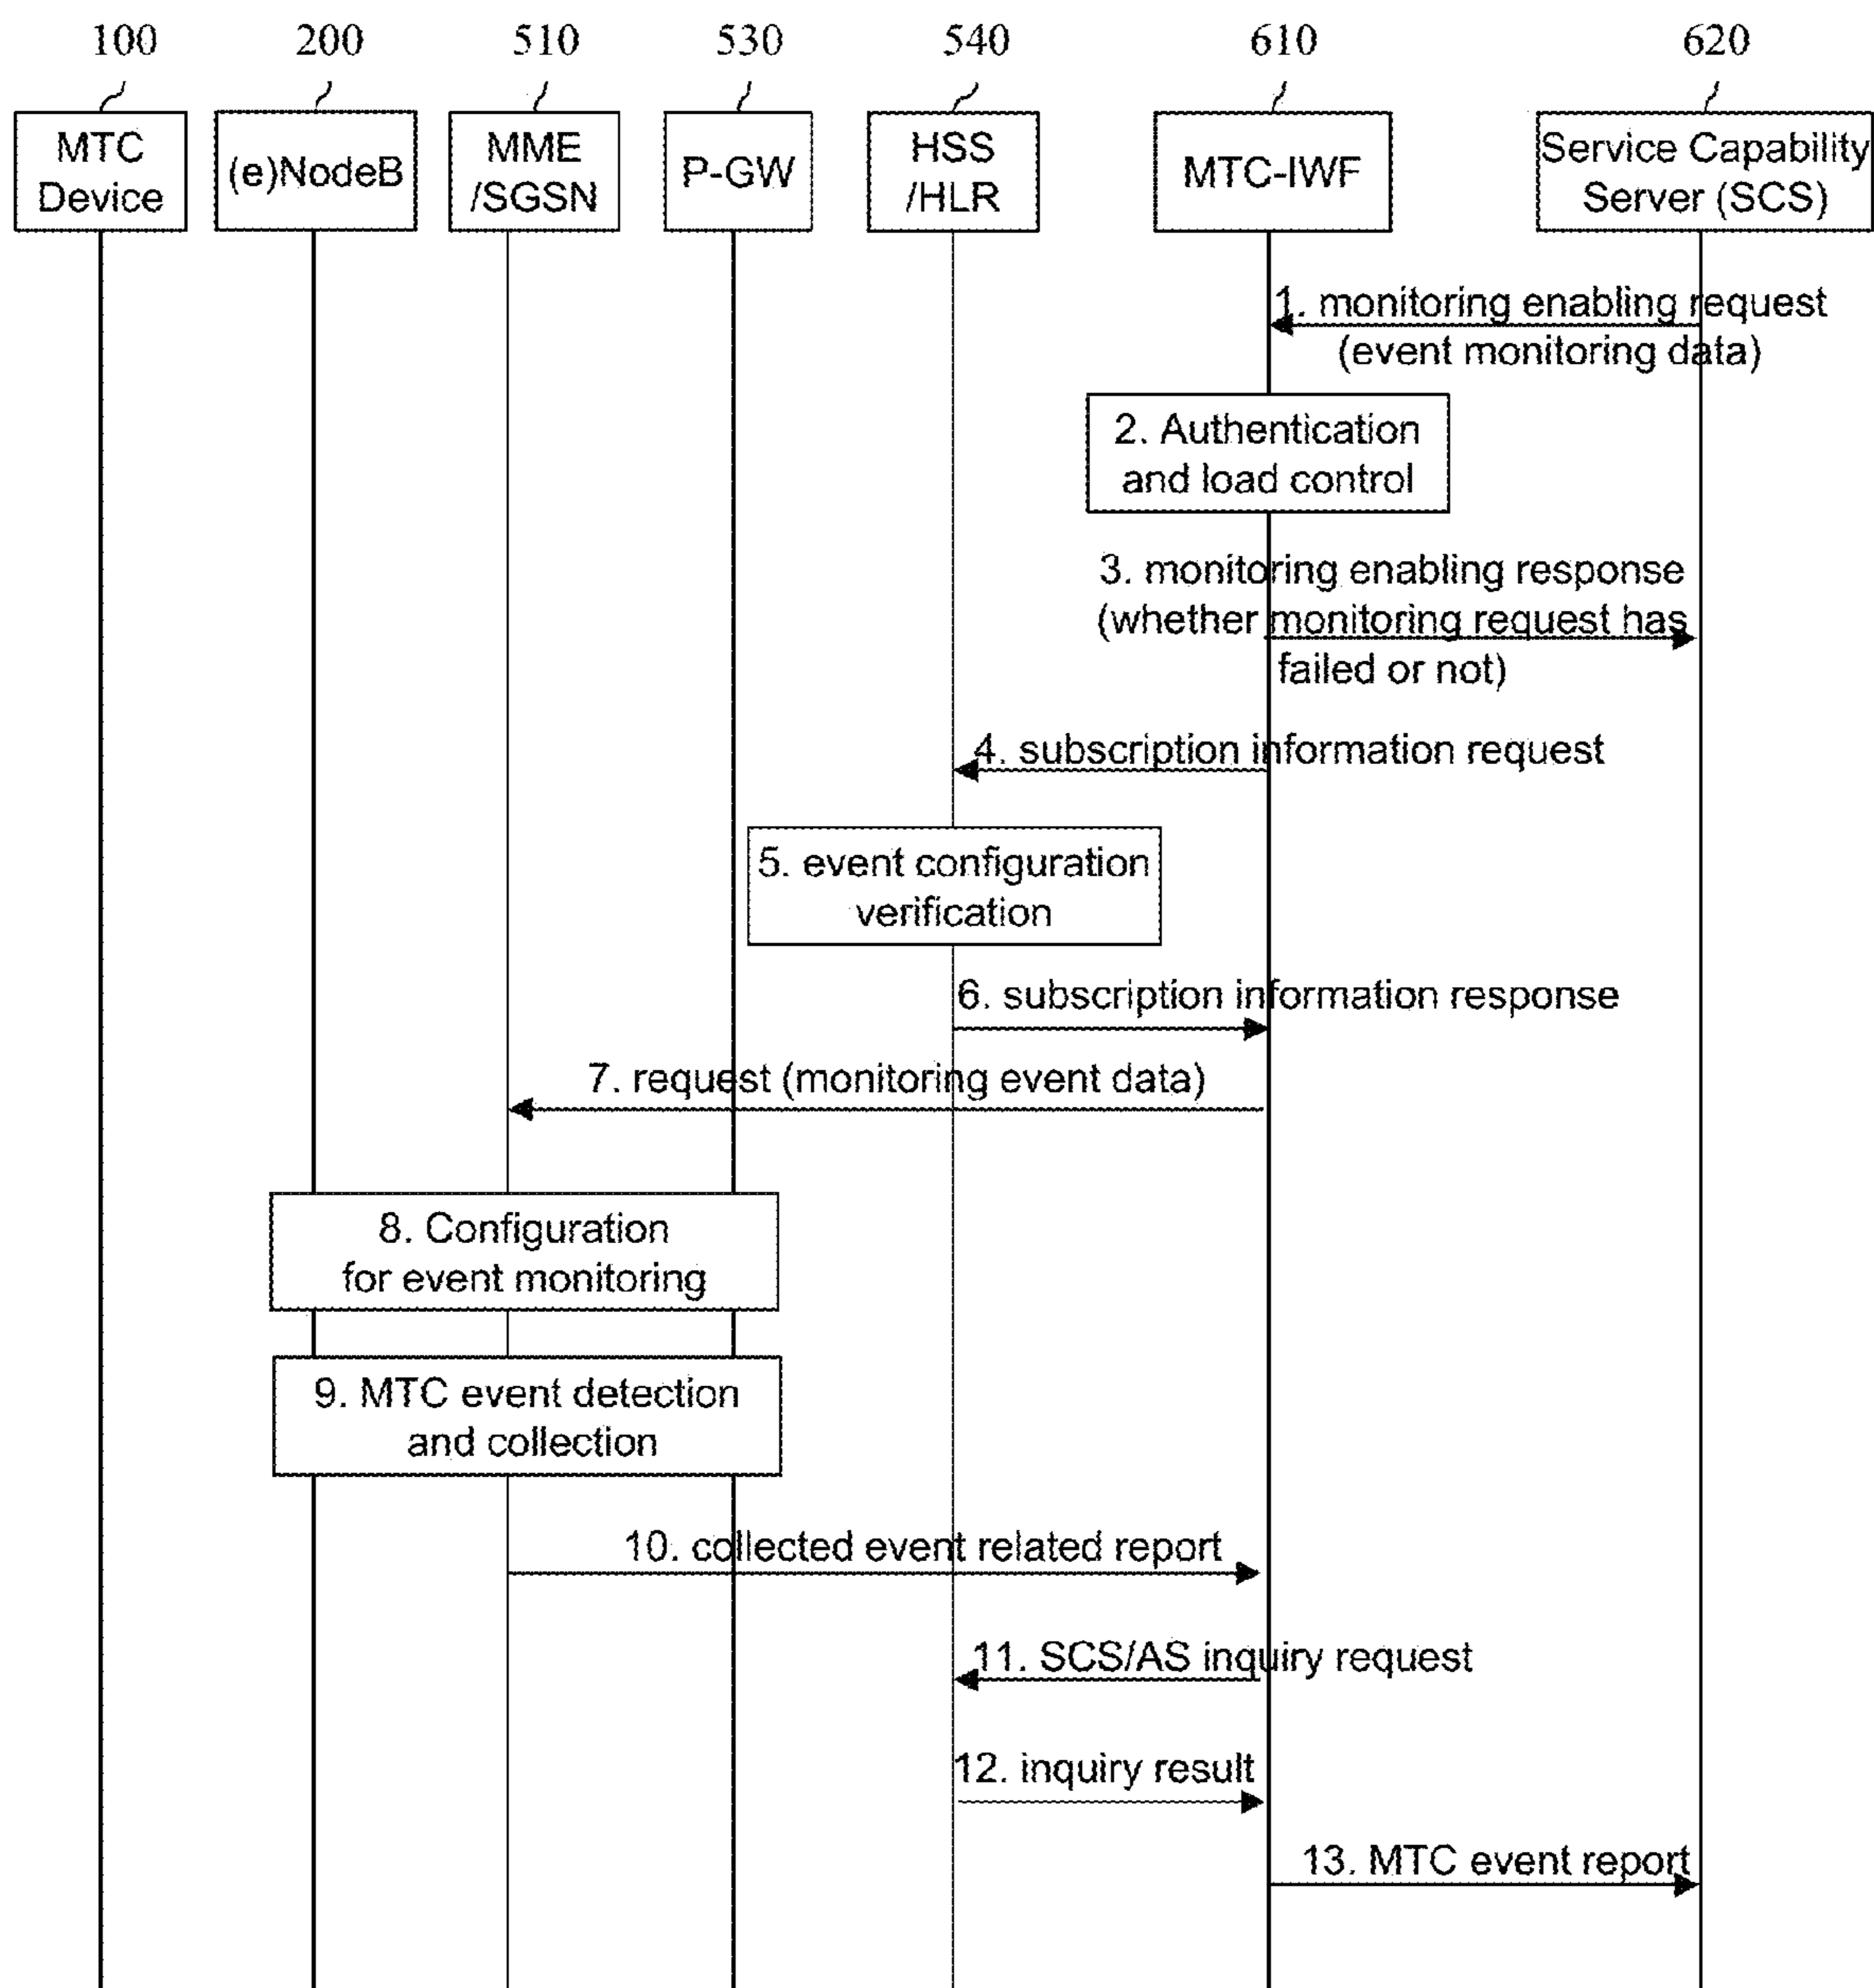 100
200
510
530
540
610
620
MTC
Device
(e)NodeB
MME
/SGSN
P-GW
HSS
/HLR
MTC-IWF
Service Capability
Server (SCS)
1. monitoring enabling request
(event monitoring data)
2. Authentication
and load control
3. monitoring enabling response
(whether monitoring request has
failed or not)
4. subscription information request
5. event configuration
verification
6. subscription information response
7. request (monitoring event data)
8. Configuration
for event monitoring
9. MTC event detection
and collection
10. collected event related report
11. SCS/AS inquiry request
12. inquiry result
13. MTC event report